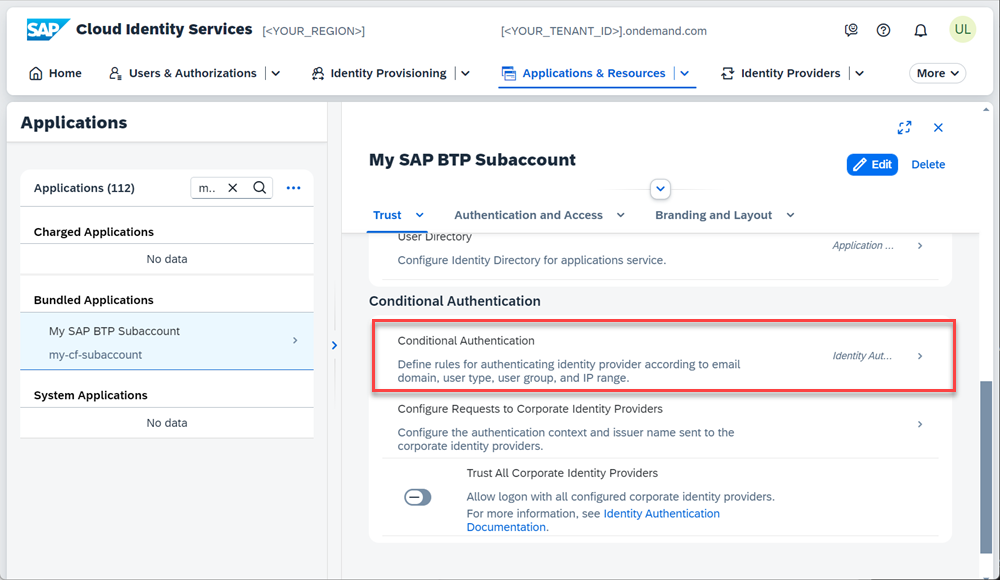 SAP Cloud Identity Services [<YOUR_REGION>] [<YOUR_TENANT_ID>].ondemand.com UL
Home Users & Authorizations Identity Provisioning Applications & Resources Identity Providers More
Applications
Applications (112) m..
Charged Applications
No data
Bundled Applications
My SAP BTP Subaccount
my-cf-subaccount
System Applications
No data
My SAP BTP Subaccount
Edit Delete
Trust Authentication and Access Branding and Layout
User Directory
Configure Identity Directory for applications service.
Application ...
Conditional Authentication
Conditional Authentication
Define rules for authenticating identity provider according to email
domain, user type, user group, and IP range.
Identity Aut...
Configure Requests to Corporate Identity Providers
Configure the authentication context and issuer name sent to the
corporate identity providers.
Trust All Corporate Identity Providers
Allow logon with all configured corporate identity providers.
For more information, see Identity Authentication
Documentation.